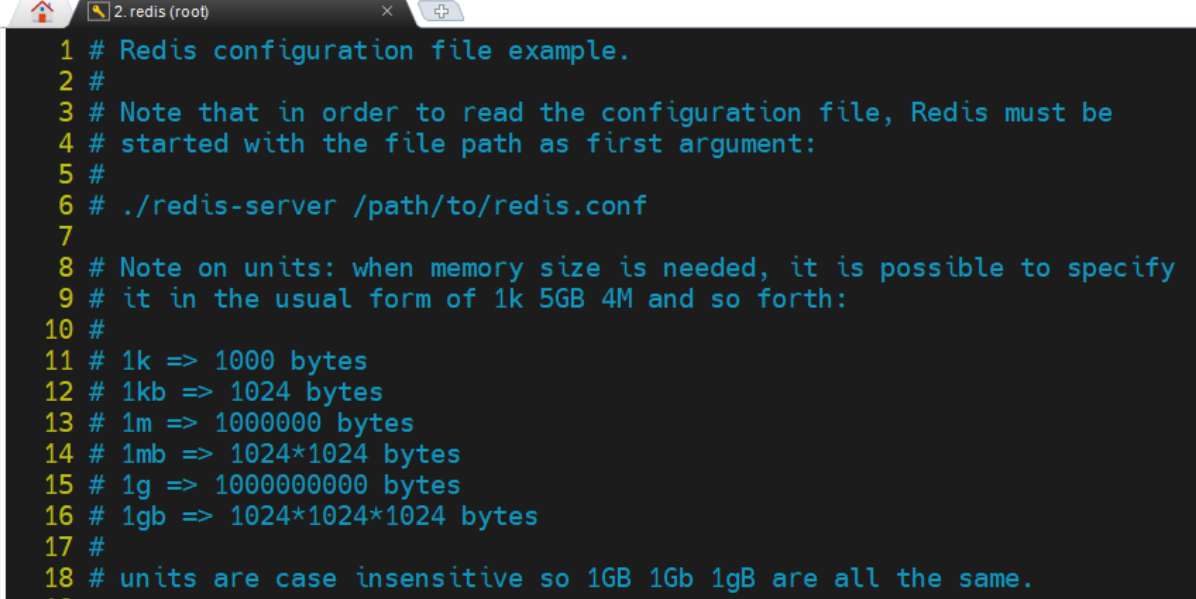 2. redis (root)
1 # Redis configuration file example.
2 #
3 # Note that in order to read the configuration file, Redis must be
4 # started with the file path as first argument:
5 #
6 # ./redis-server /path/to/redis.conf
7
8 # Note on units: when memory size is needed, it is possible to specify
9 # it in the usual form of 1k 5GB 4M and so forth:
10 #
11 # 1k => 1000 bytes
12 # 1kb => 1024 bytes
13 # 1m => 1000000 bytes
14 # 1mb => 1024*1024 bytes
15 # 1g => 1000000000 bytes
16 # 1gb => 1024*1024*1024 bytes
17 #
18 # units are case insensitive so 1GB 1Gb 1gB are all the same.